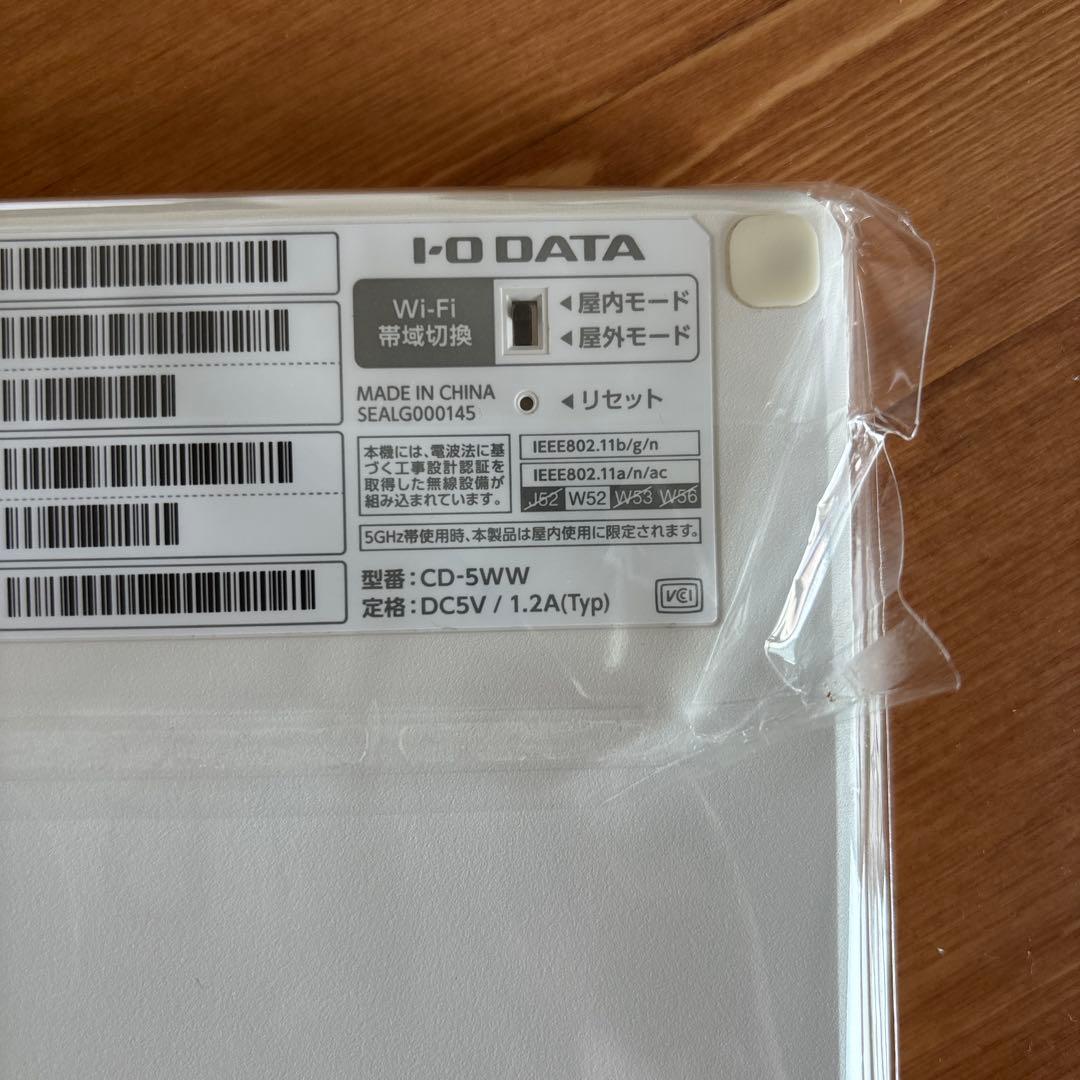 I-O DATA
Wi-Fi
帯域切換
◀屋内モード
◀屋外モード
MADE IN CHINA
SEALG000145
◀リセット
本機には、電波法に基
づく工事設計認証を
取得した無線設備が
組み込まれています。
IEEE802.11b/g/n
IEEE802.11a/n/ac
J52 W52 W53 W56
5GHz帯使用時、本製品は屋内使用に限定されます。
型番:CD-5WW
定格:DC5V / 1.2A(Typ)
VCI